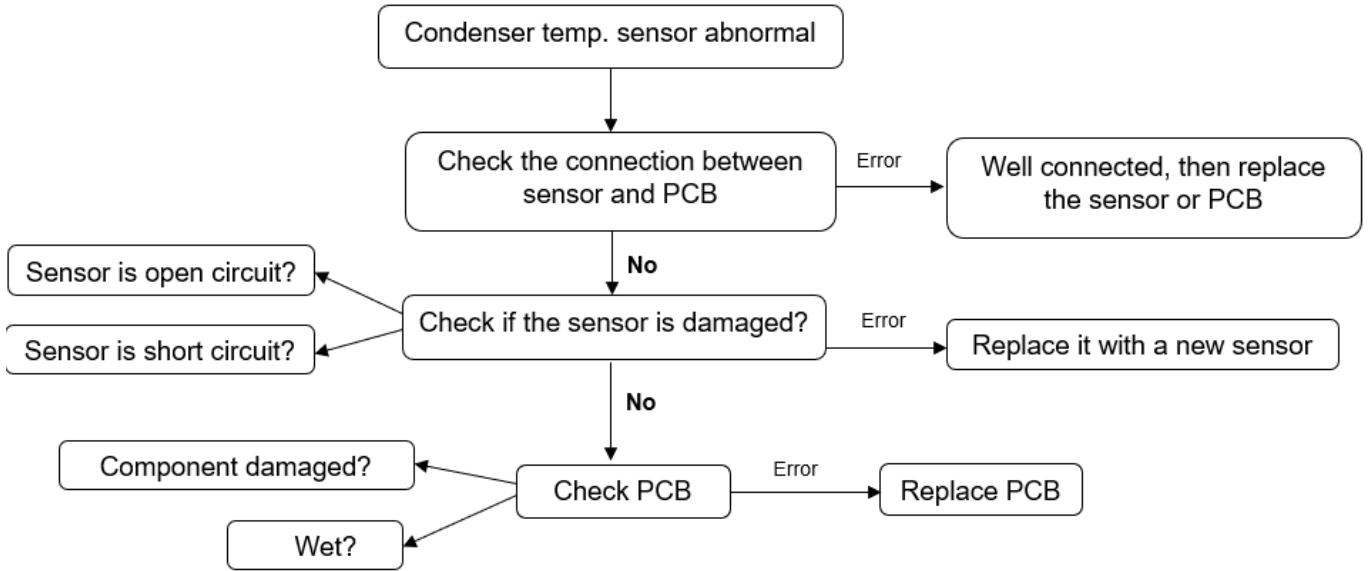 Condenser temp. sensor abnormal
Check the connection between
sensor and PCB
Error
Well connected, then replace
the sensor or PCB
No
Sensor is open circuit?
Sensor is short circuit?
Check if the sensor is damaged?
Error
Replace it with a new sensor
No
Component damaged?
Wet?
Check PCB
Error
Replace PCB